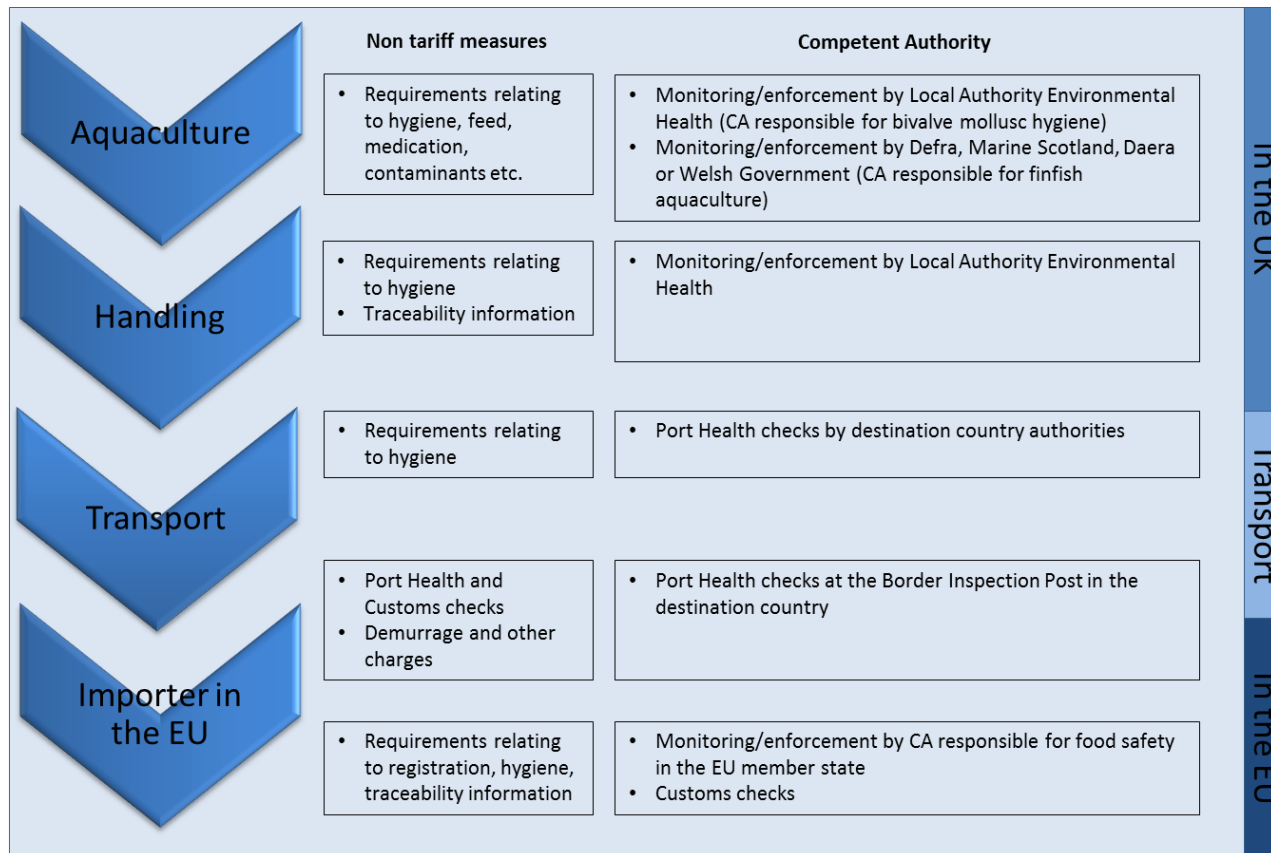 Non tariff measures
Competent Authority
Aquaculture
• Requirements relating
to hygiene, feed,
medication,
contaminants etc.
• Monitoring/enforcement by Local Authority Environmental
Health (CA responsible for bivalve mollusc hygiene)
• Monitoring/enforcement by Defra, Marine Scotland, Daera
or Welsh Government (CA responsible for finfish
aquaculture)
In the UK
Handling
• Requirements relating
to hygiene
• Traceability information
• Monitoring/enforcement by Local Authority Environmental
Health
Transport
• Requirements relating
to hygiene
• Port Health checks by destination country authorities
Transport
• Port Health and
Customs checks
• Demurrage and other
charges
• Port Health checks at the Border Inspection Post in the
destination country
Importer in
the EU
• Requirements relating
to registration, hygiene,
traceability information
• Monitoring/enforcement by CA responsible for food safety
in the EU member state
• Customs checks
In the EU